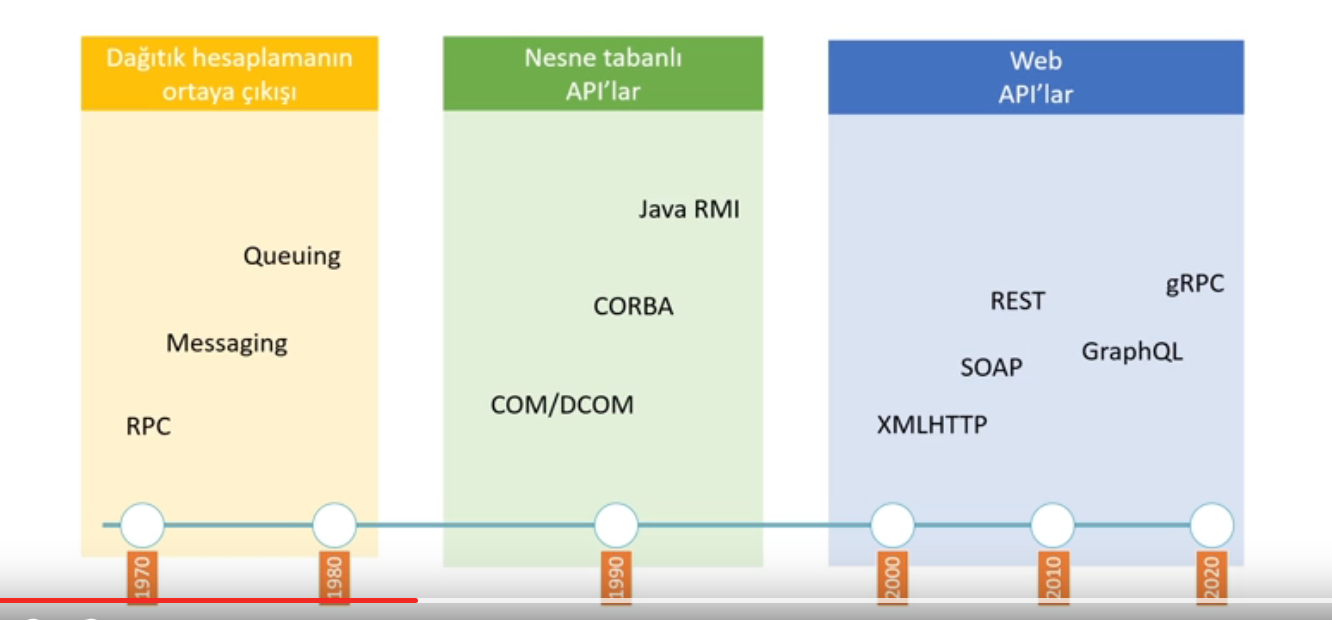 Dağıtık hesaplamanın
ortaya çıkışı
Queuing
Messaging
RPC
Nesne tabanlı
API’lar
Java RMI
CORBA
COM/DCOM
Web
API’lar
gRPC
REST
GraphQL
SOAP
XMLHTTP
1970
1980
1990
2000
2010
2020